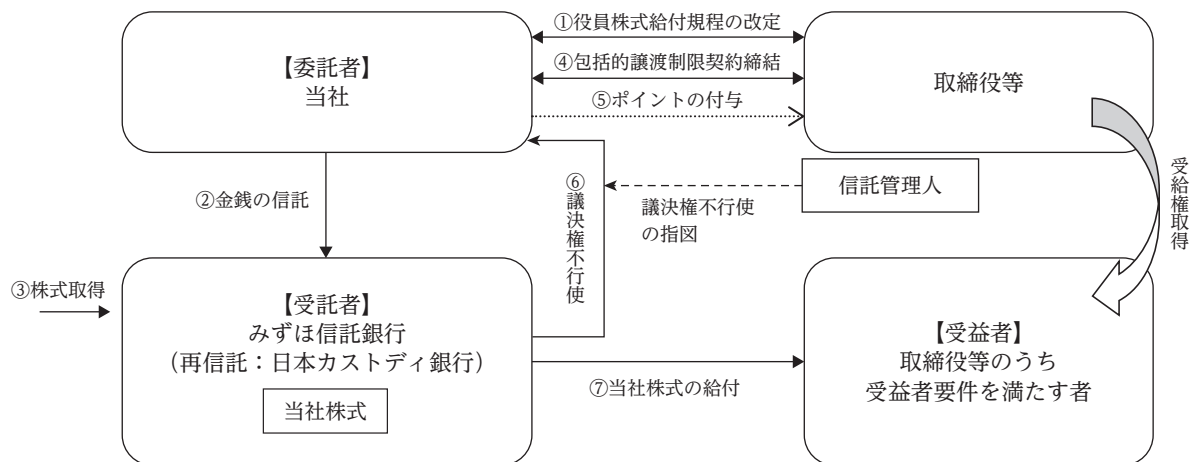 ①役員株式給付規程の改定
【委託者】
当社
④包括的譲渡制限契約締結
取締役等
⑤ポイントの付与
②金銭の信託
⑥議決権不行使
議決権不行使
の指図
信託管理人
受給権取得
③株式取得
【受託者】
みずほ信託銀行
(再信託:日本カストディ銀行)
当社株式
⑦当社株式の給付
【受益者】
取締役等のうち
受益者要件を満たす者